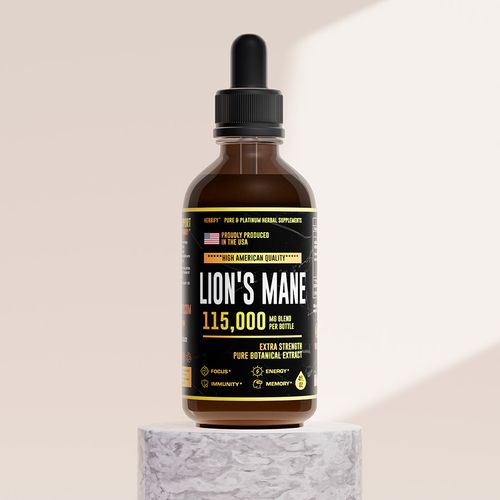 HERBIFY™ PURE & PLATINUM HERBAL SUPPLEMENTS
PROUDLY PRODUCED
IN THE USA
*****HIGH AMERICAN QUALITY*****
LION'S MANE
115,000 MG BLEND
PER BOTTLE
EXTRA STRENGTH
PURE BOTANICAL EXTRACT
FOCUS* ENERGY*
IMMUNITY* MEMORY*